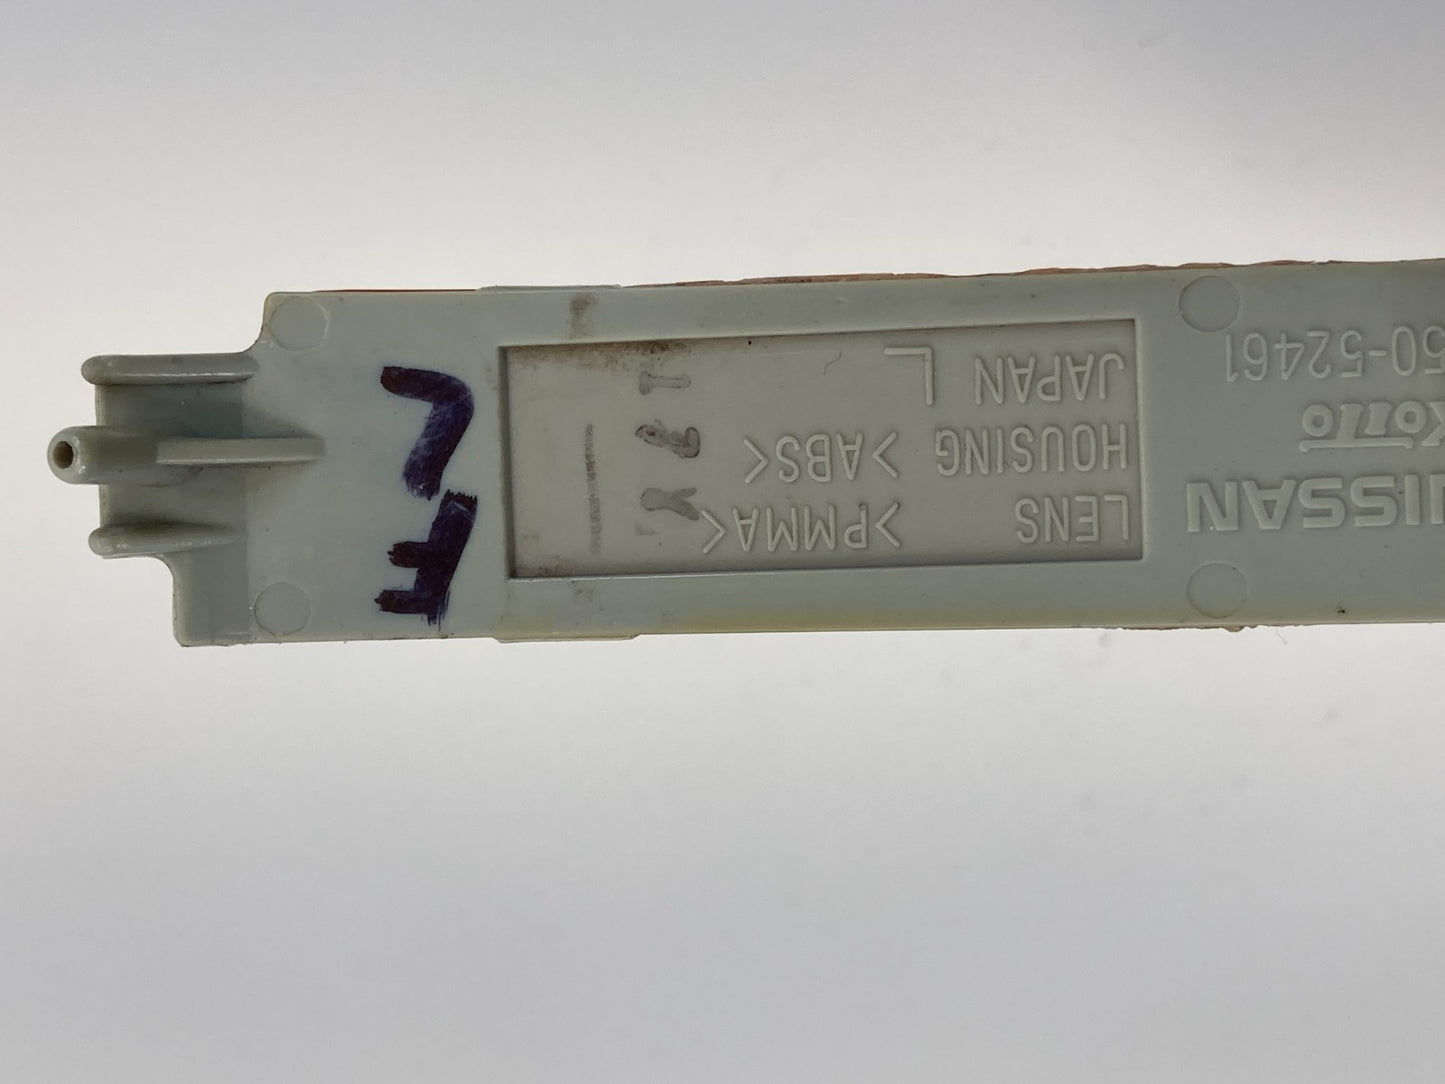 NISSAN
KOITO
50-52461
LENS >PMMA<
HOUSING >ABS<
JAPAN L
F
L